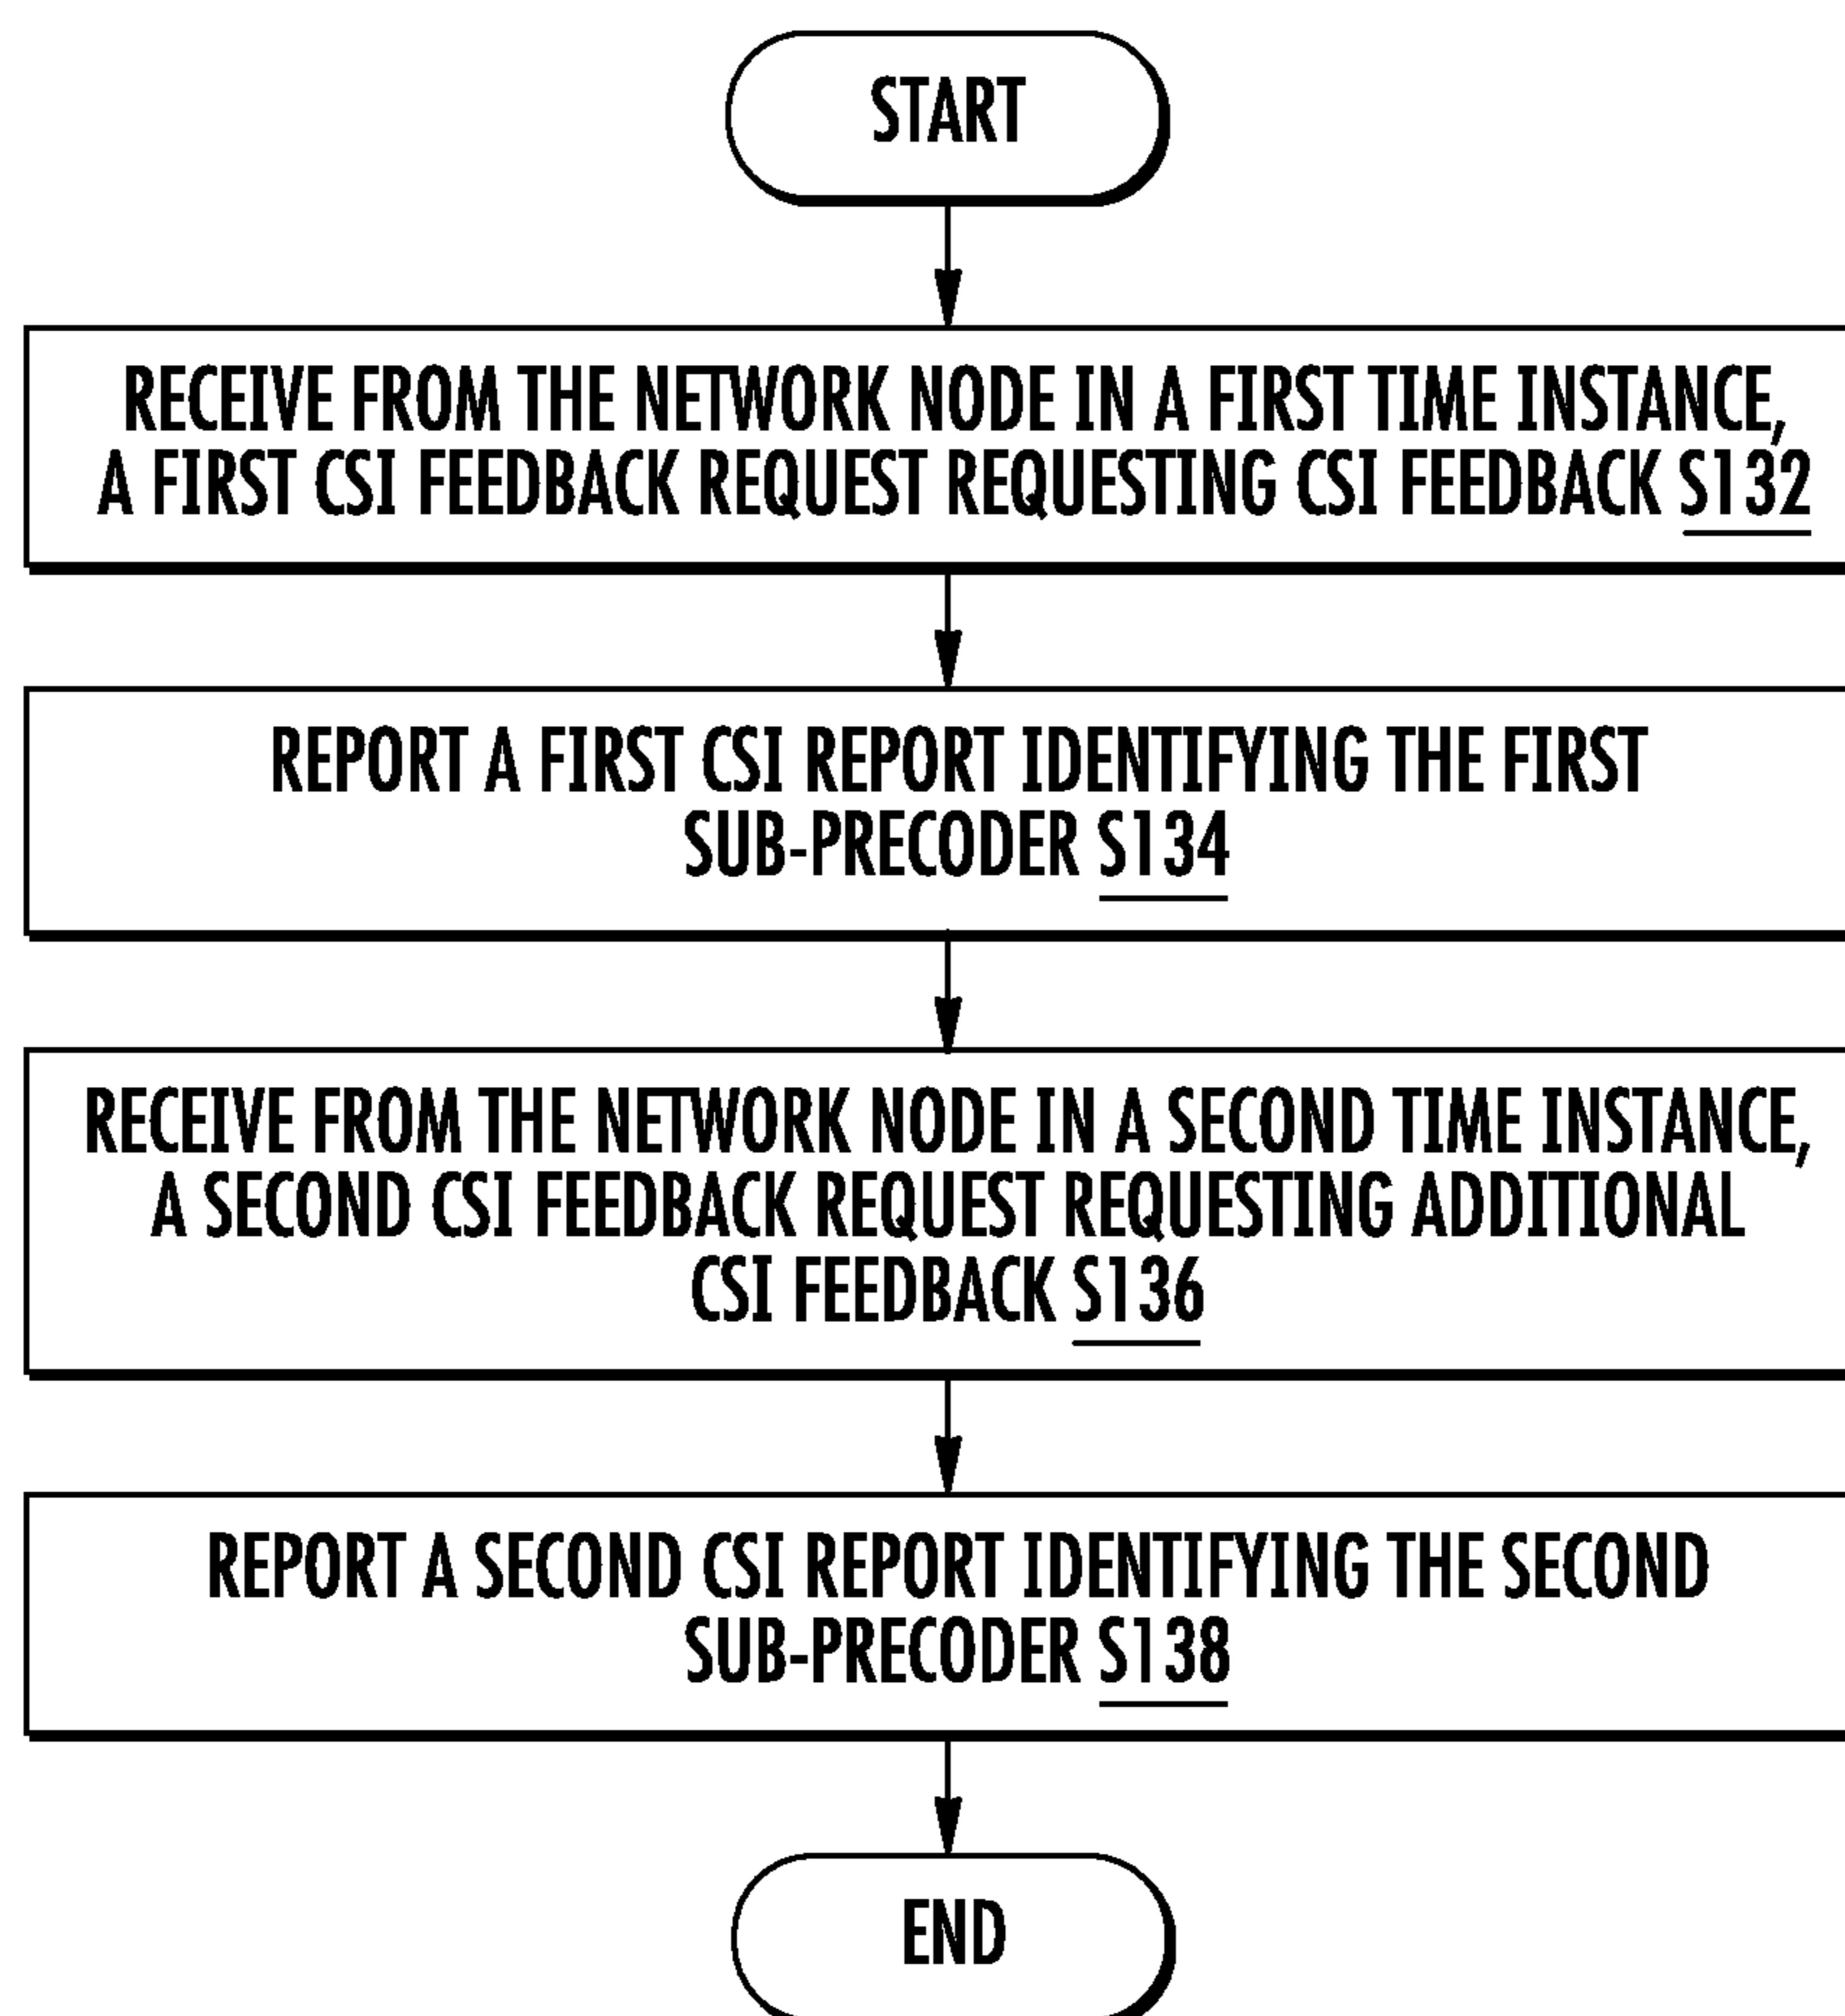 START
RECEIVE FROM THE NETWORK NODE IN A FIRST TIME INSTANCE,
A FIRST CSI FEEDBACK REQUEST REQUESTING CSI FEEDBACK S132
REPORT A FIRST CSI REPORT IDENTIFYING THE FIRST
SUB-PRECODER S134
RECEIVE FROM THE NETWORK NODE IN A SECOND TIME INSTANCE,
A SECOND CSI FEEDBACK REQUEST REQUESTING ADDITIONAL
CSI FEEDBACK S136
REPORT A SECOND CSI REPORT IDENTIFYING THE SECOND
SUB-PRECODER S138
END